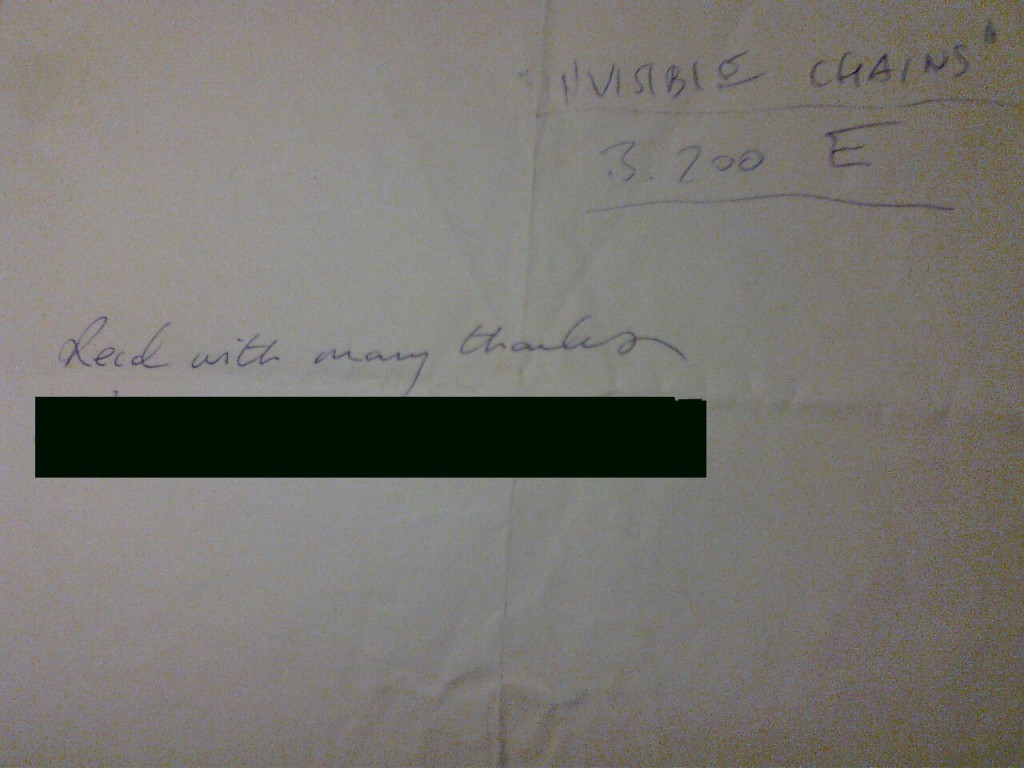 "INVISIBLE CHAINS"
3.200 E
Recd with many thanks